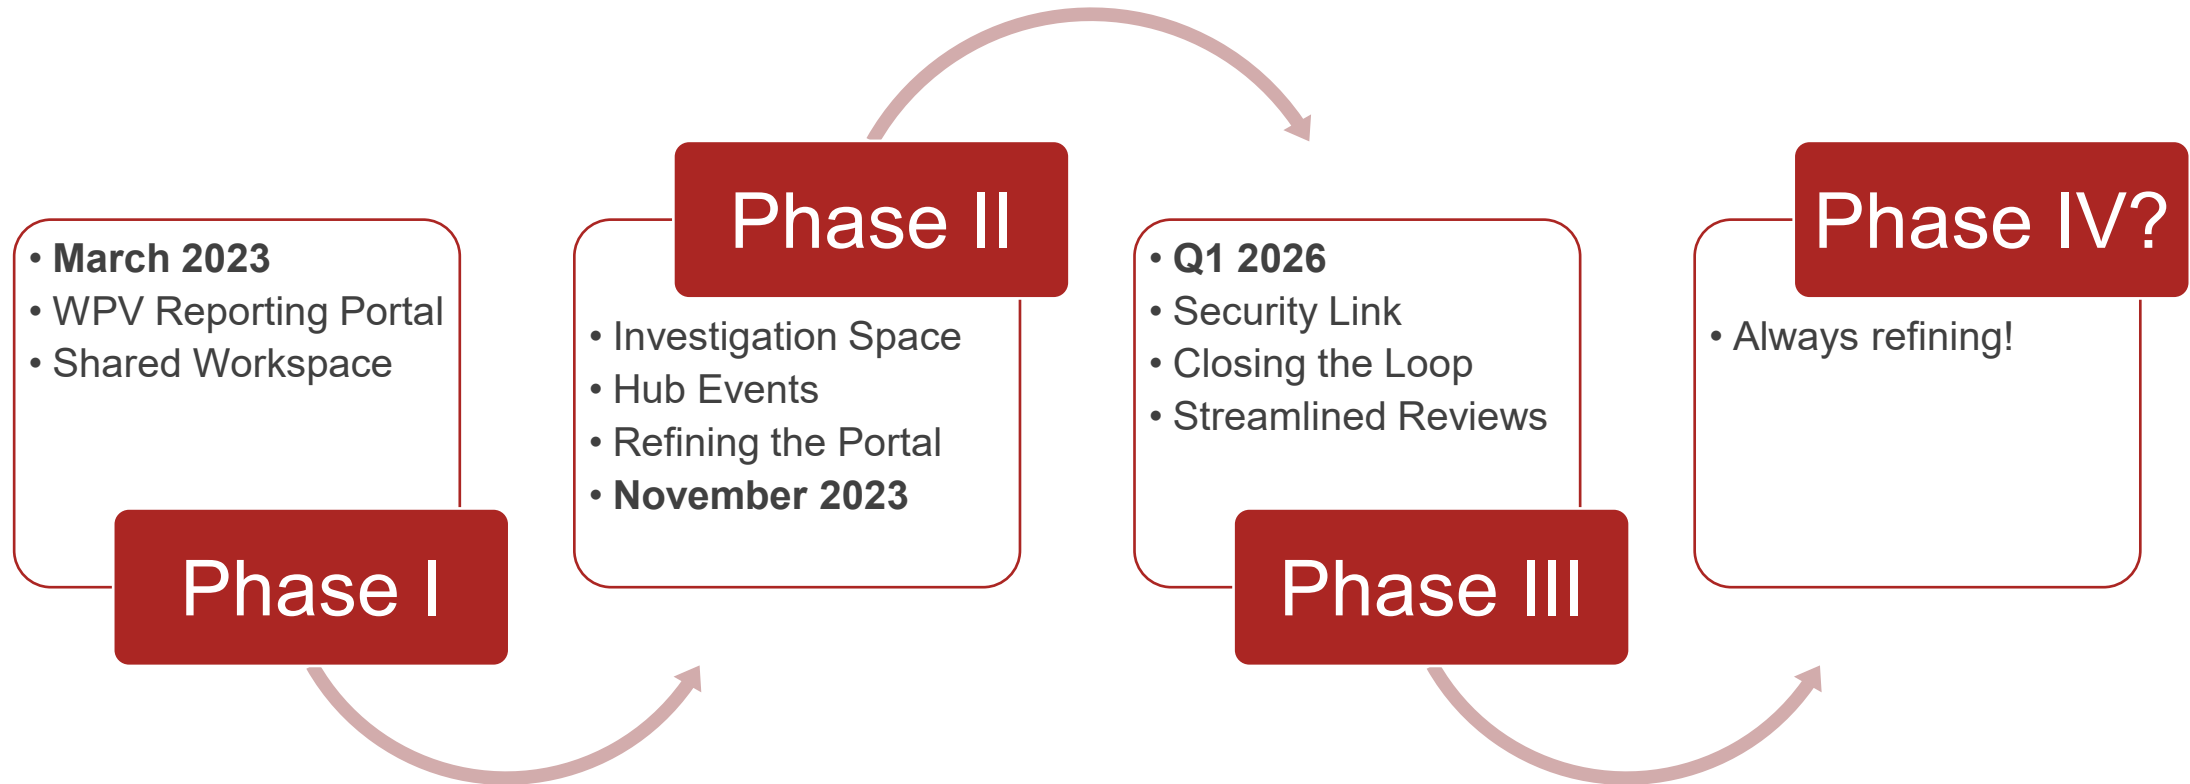 • March 2023
• WPV Reporting Portal
• Shared Workspace
Phase I
Phase II
• Investigation Space
• Hub Events
• Refining the Portal
• November 2023
• Q1 2026
• Security Link
• Closing the Loop
• Streamlined Reviews
Phase III
Phase IV?
• Always refining!